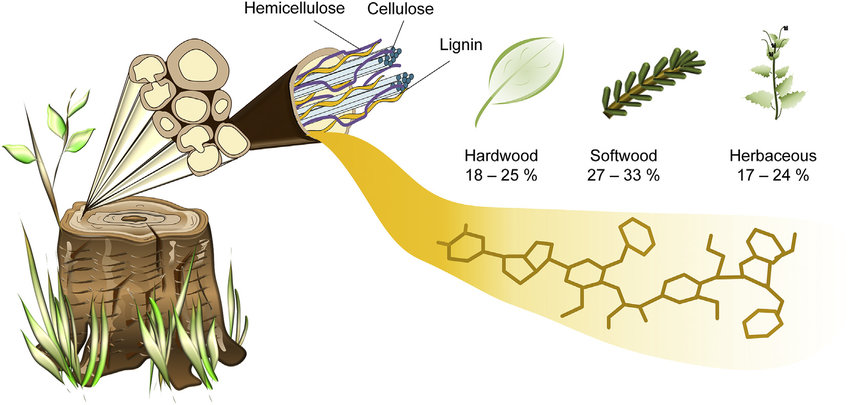 Hemicellulose
Cellulose
Lignin
Hardwood
18 – 25 %
Softwood
27 – 33 %
Herbaceous
17 – 24 %